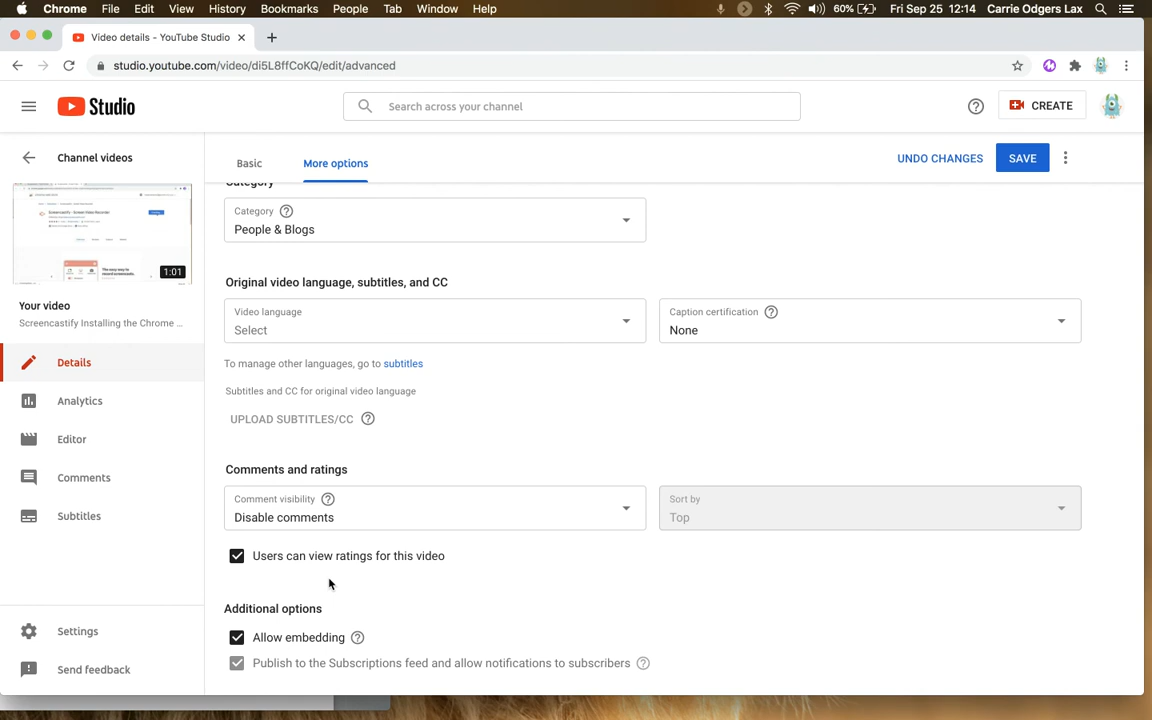 Chrome File Edit View History Bookmarks People Tab Window Help 60% Fri Sep 25 12:14 Carrie Odgers Lax
Video details - YouTube Studio
studio.youtube.com/video/di5L8ffCoKQ/edit/advanced
Studio Search across your channel CREATE
Channel videos
Basic More options UNDO CHANGES SAVE
Category
Category
People & Blogs
1:01
Your video
Screencastify Installing the Chrome ...
Original video language, subtitles, and CC
Video language
Select
Caption certification
None
To manage other languages, go to subtitles
Subtitles and CC for original video language
UPLOAD SUBTITLES/CC
Details
Analytics
Editor
Comments
Subtitles
Comments and ratings
Comment visibility
Disable comments
Sort by
Top
Users can view ratings for this video
Additional options
Allow embedding
Publish to the Subscriptions feed and allow notifications to subscribers
Settings
Send feedback